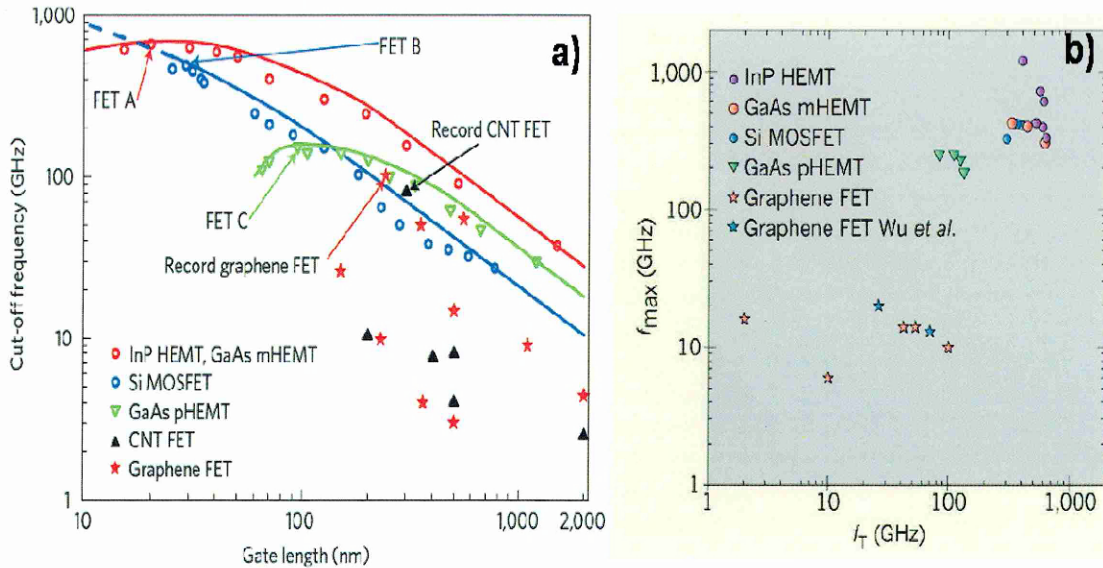 a)
1,000
100
10
1
Cut-off frequency (GHz)
FET B
FET A
Record CNT FET
FET C
Record graphene FET
InP HEMT, GaAs mHEMT
Si MOSFET
GaAs pHEMT
CNT FET
Graphene FET
10
100
1,000
2,000
Gate length (nm)
b)
1,000
100
10
1
fmax (GHz)
InP HEMT
GaAs mHEMT
Si MOSFET
GaAs pHEMT
Graphene FET
Graphene FET Wu et al.
1
10
100
1,000
fT (GHz)